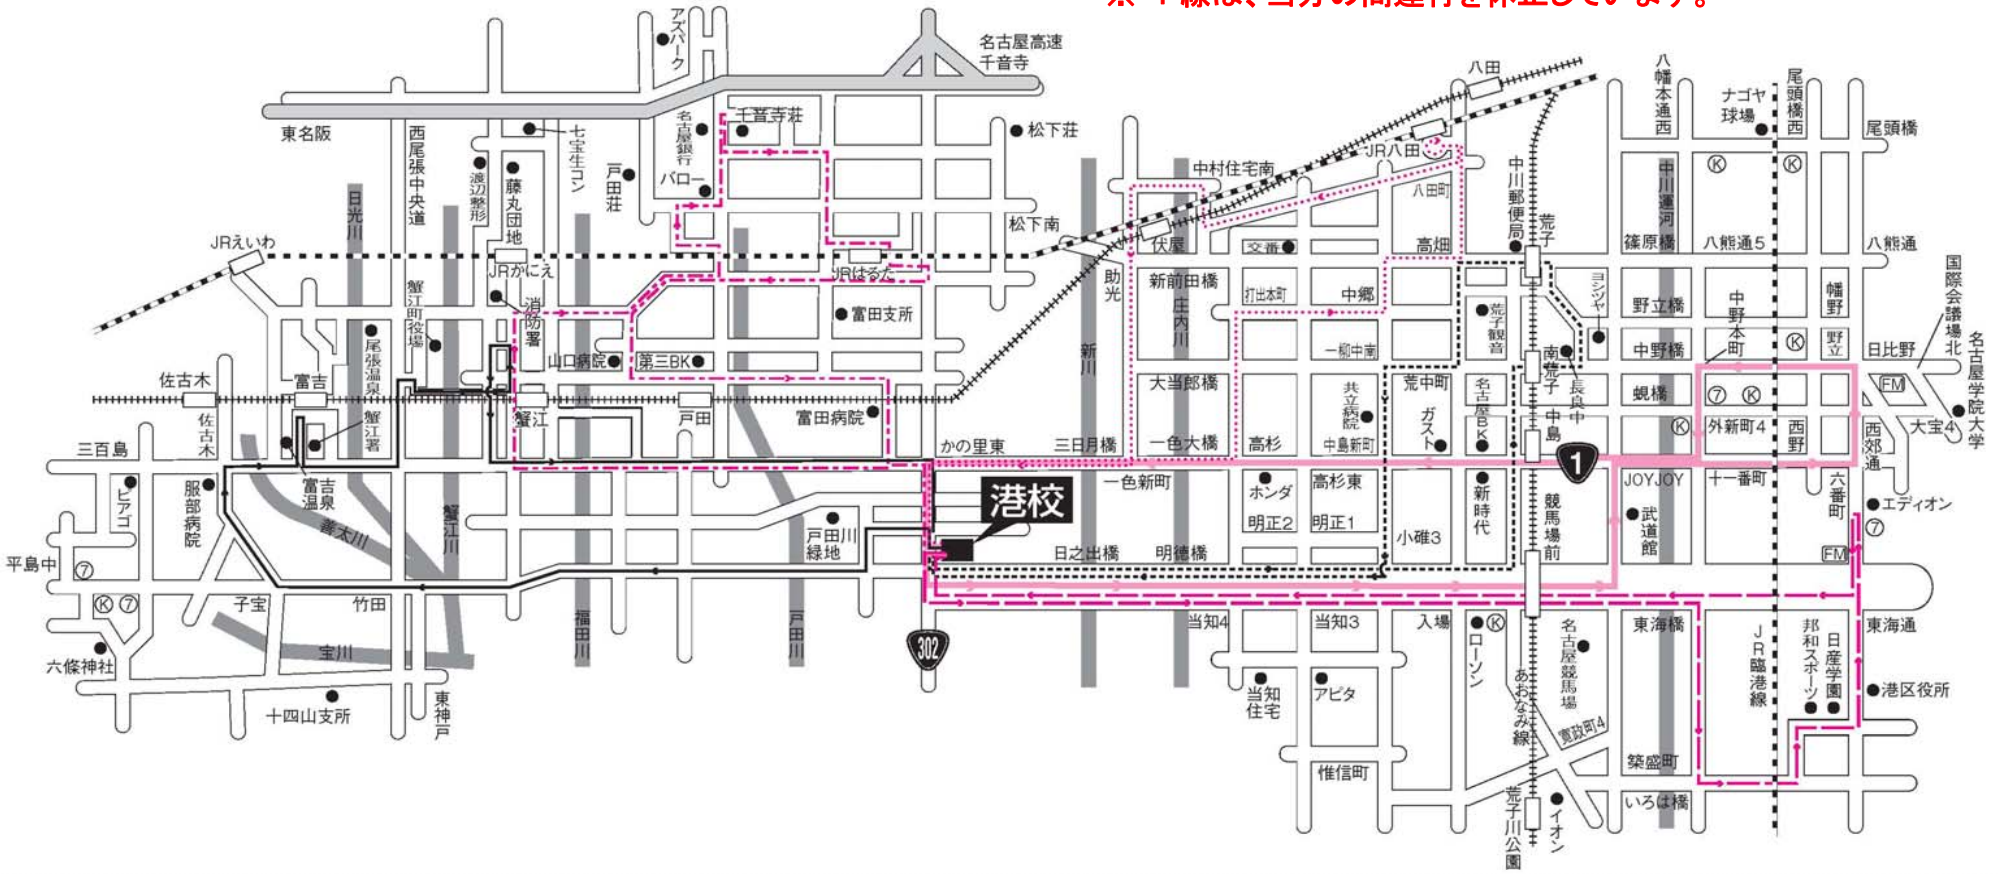 アズパーク
名古屋高速
千音寺
東名阪
西尾張中央道
七宝生コン
渡辺整形
藤丸団地
戸田荘
名古屋銀行
バロー
千音寺荘
松下荘
松下南
日光川
JRえいわ
JRかにえ
JRはるた
蟹江町役場
消防署
尾張温泉
山口病院
第三BK
富田支所
佐古木
富吉
蟹江
戸田
富田病院
佐古木
蟹江署
三百島
ピアゴ
服部病院
富吉
温泉
善太川
蟹江川
戸田川
緑地
平島中
⑦
Ⓚ
⑦
子宝
竹田
福田川
戸田川
六條神社
宝川
十四山支所
東神戸
302
港校
かの里東
三日月橋
一色大橋
高杉
中島新町
一色新町
ホンダ
高杉東
明正2
明正1
日之出橋
明徳橋
小碓3
新時代
競馬場前
当知4
当知3
入場
ローソン
Ⓚ
当知
住宅
アピタ
惟信町
名古屋競馬場
あおなみ線
寛政町4
荒子川公園
イオン
いろは橋
築盛町
東海橋
JR臨港線
邦和スポーツ
日産学園
港区役所
東海通
八田
JR八田
中村住宅南
八田町
伏屋
交番
高畑
助光
新前田橋
打出本町
中郷
新川
庄内川
大当郎橋
一柳中南
共立病院
荒中町
ガスト
名古屋BK
荒子観音
中川郵便局
荒子
ヨシヅヤ
南荒子
長良中
中島
1
八幡本通西
ナゴヤ
球場
尾頭橋西
尾頭橋
Ⓚ
Ⓚ
中川運河
篠原橋
八熊通5
八熊通
野立橋
中野本町
幡野
中野橋
Ⓚ
野立
日比野
国際会議場北
名古屋学院大学
蜆橋
⑦
Ⓚ
FM
Ⓚ
外新町4
西野
西郊通
大宝4
JOYJOY
十一番町
六番町
武道館
エディオン
⑦
FM